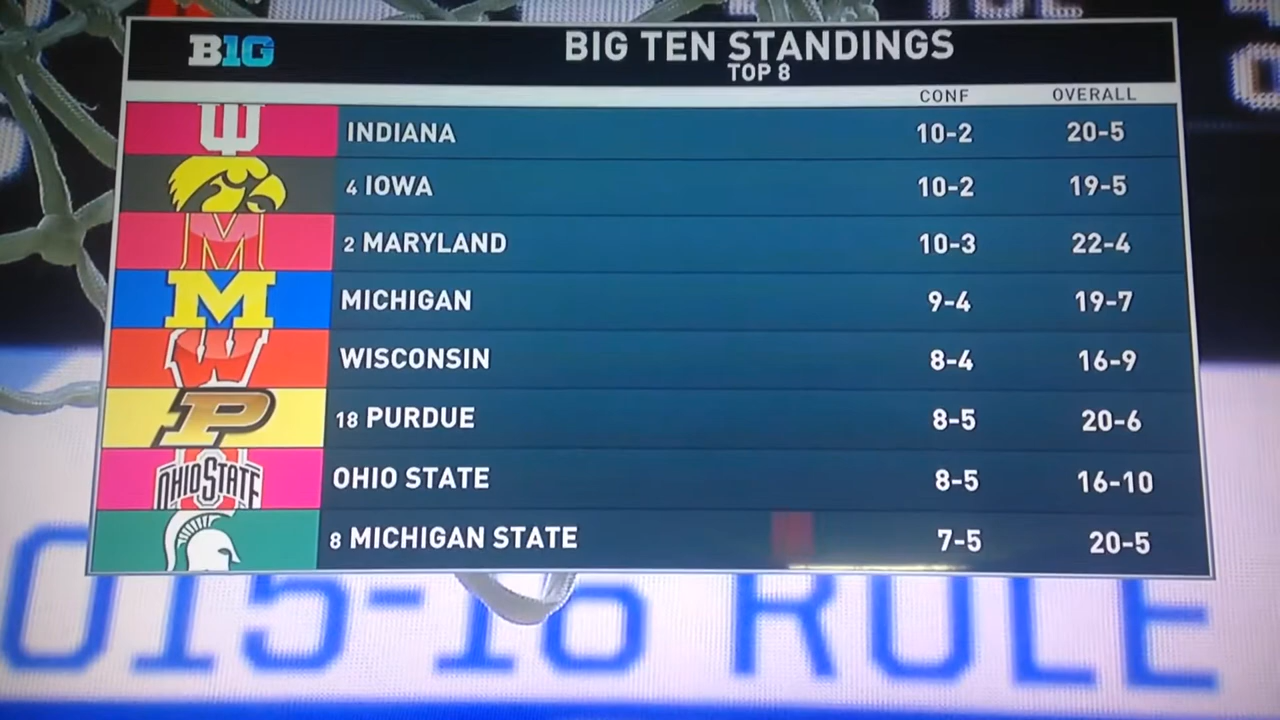 B1G BIG TEN STANDINGS
TOP 8
CONF OVERALL
INDIANA 10-2 20-5
4 IOWA 10-2 19-5
M 2 MARYLAND 10-3 22-4
M MICHIGAN 9-4 19-7
W WISCONSIN 8-4 16-9
P 18 PURDUE 8-5 20-6
OHIO STATE OHIO STATE 8-5 16-10
8 MICHIGAN STATE 7-5 20-5
015-16 RULE